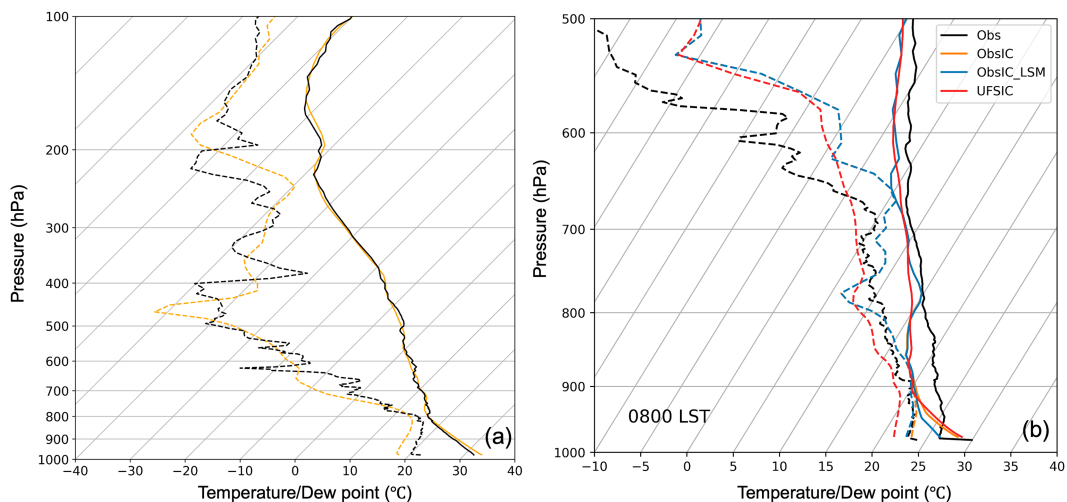 100
200
300
400
500
600
700
800
900
1000
Pressure (hPa)
−40 −30 −20 −10 0 10 20 30 40
Temperature/Dew point (℃)
(a)
500
600
700
800
900
1000
Pressure (hPa)
−10 −5 0 5 10 15 20 25 30 35 40
Temperature/Dew point (℃)
Obs
ObsIC
ObsIC_LSM
UFSIC
0800 LST
(b)